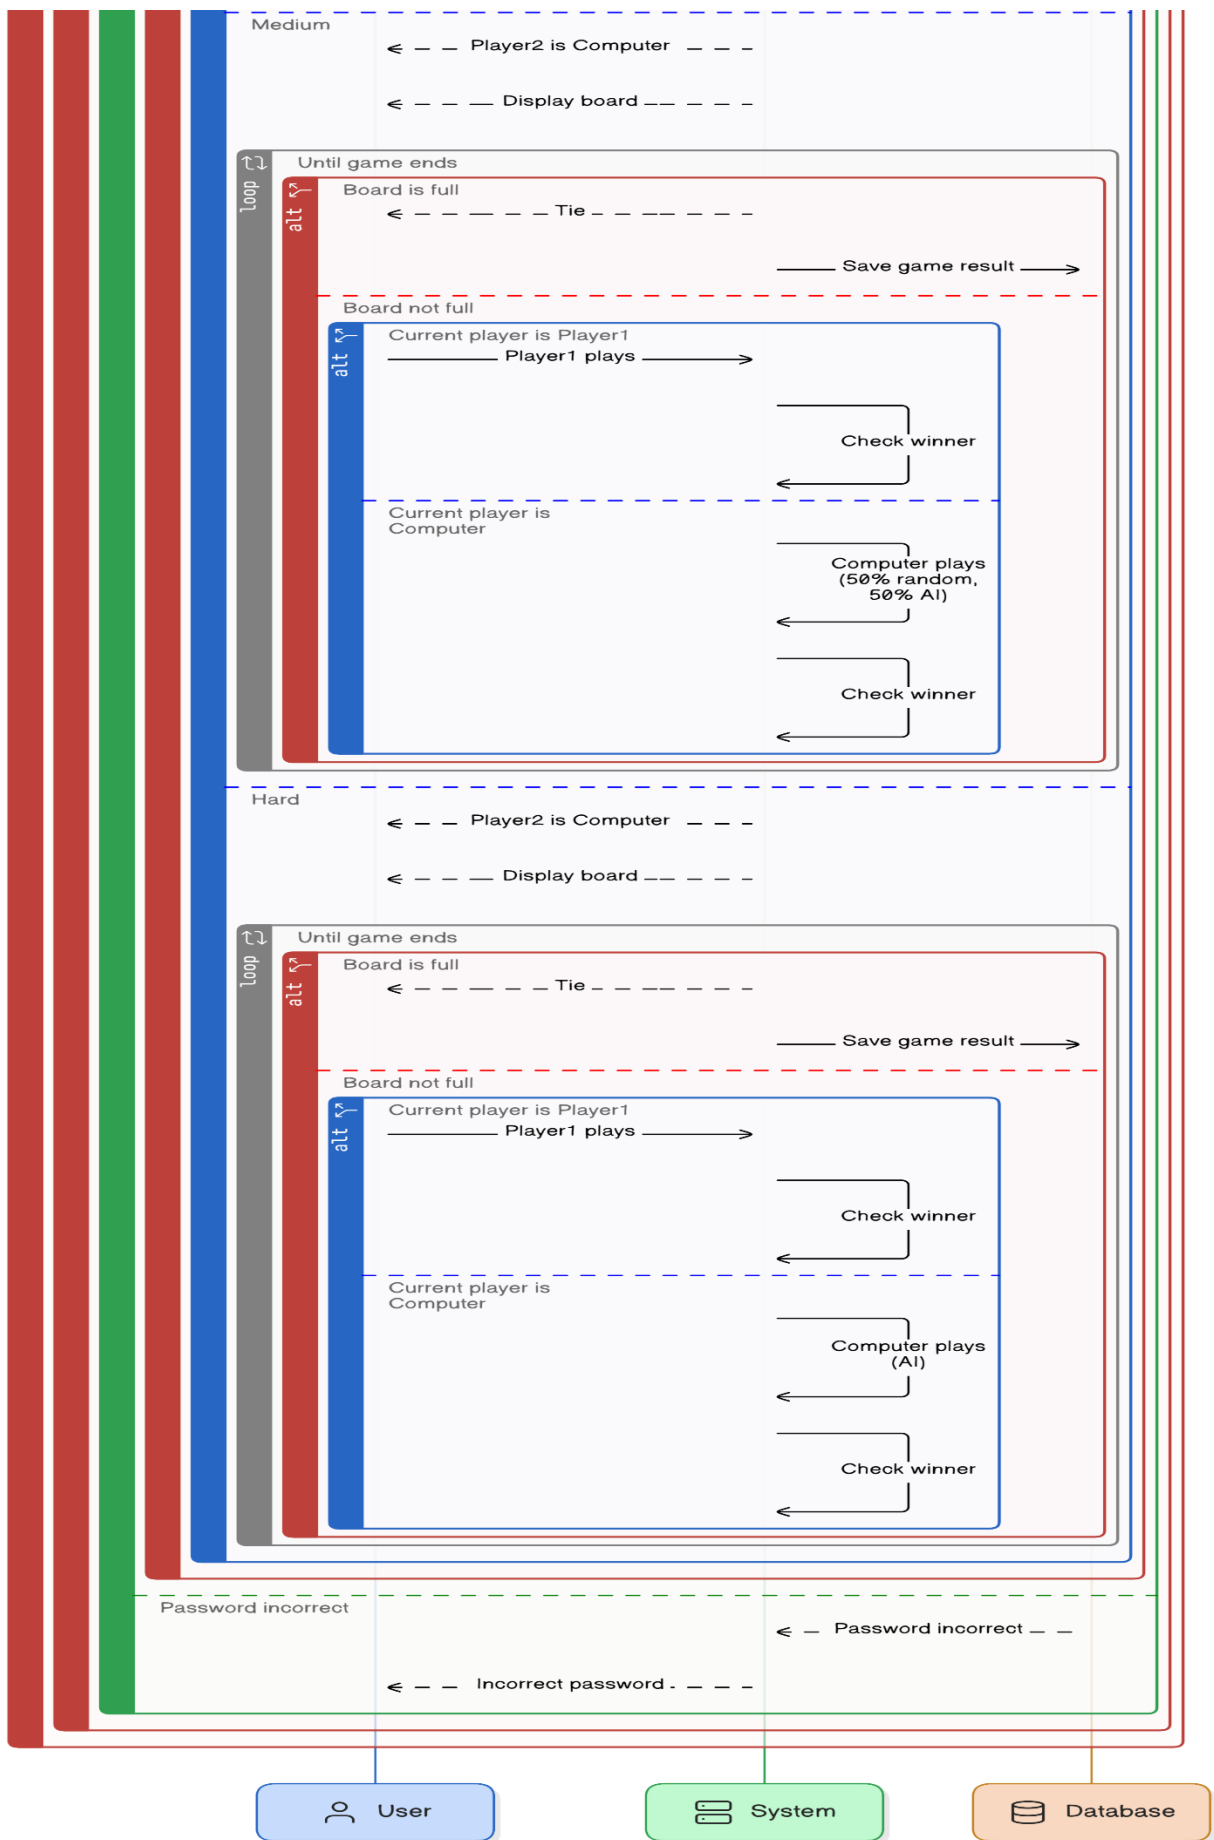 Medium
Player2 is Computer
Display board
loop
Until game ends
alt
Board is full
Tie
Save game result
Board not full
alt
Current player is Player1
Player1 plays
Check winner
Current player is
Computer
Computer plays
(50% random,
50% AI)
Check winner
Hard
Player2 is Computer
Display board
loop
Until game ends
alt
Board is full
Tie
Save game result
Board not full
alt
Current player is Player1
Player1 plays
Check winner
Current player is
Computer
Computer plays
(AI)
Check winner
Password incorrect
Password incorrect
Incorrect password
User
System
Database